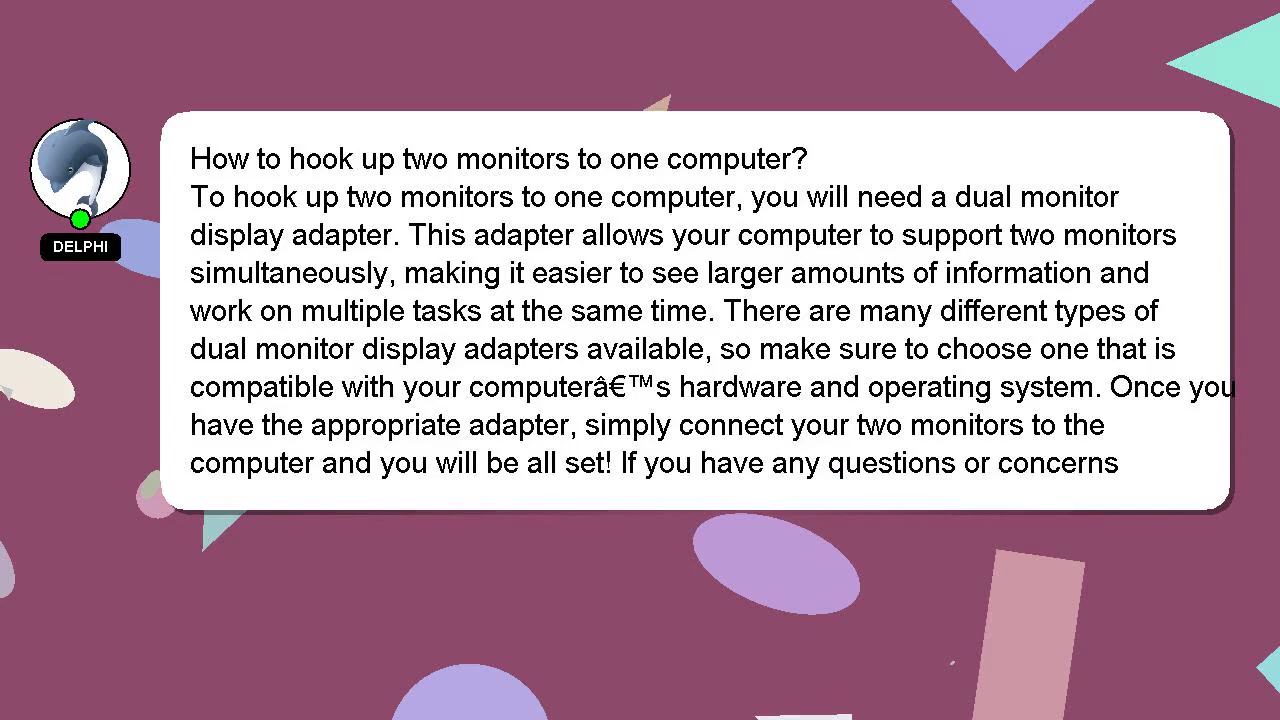 How to hook up two monitors to one computer?
To hook up two monitors to one computer, you will need a dual monitor
display adapter. This adapter allows your computer to support two monitors
simultaneously, making it easier to see larger amounts of information and
work on multiple tasks at the same time. There are many different types of
dual monitor display adapters available, so make sure to choose one that is
compatible with your computerâ€™s hardware and operating system. Once you
have the appropriate adapter, simply connect your two monitors to the
computer and you will be all set! If you have any questions or concerns
DELPHI